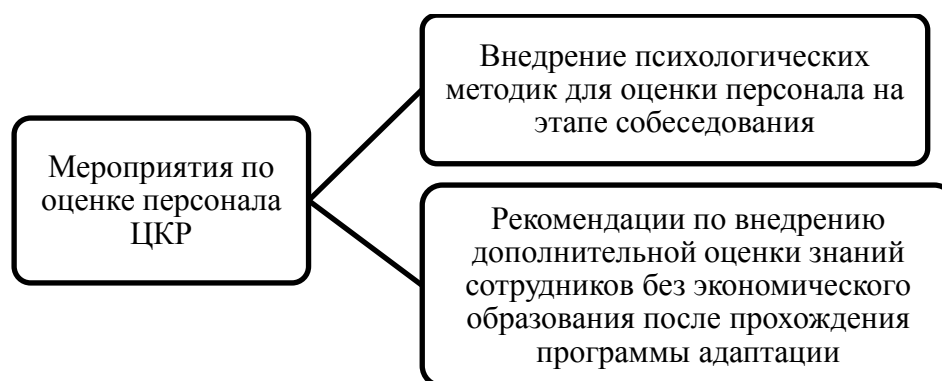 Мероприятия по
оценке персонала
ЦКР
Внедрение психологических
методик для оценки персонала на
этапе собеседования
Рекомендации по внедрению
дополнительной оценки знаний
сотрудников без экономического
образования после прохождения
программы адаптации